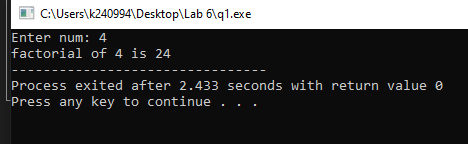 C:\Users\k240994\Desktop\Lab 6\q1.exe
Enter num: 4
factorial of 4 is 24
--------------------------------
Process exited after 2.433 seconds with return value 0
Press any key to continue . . .